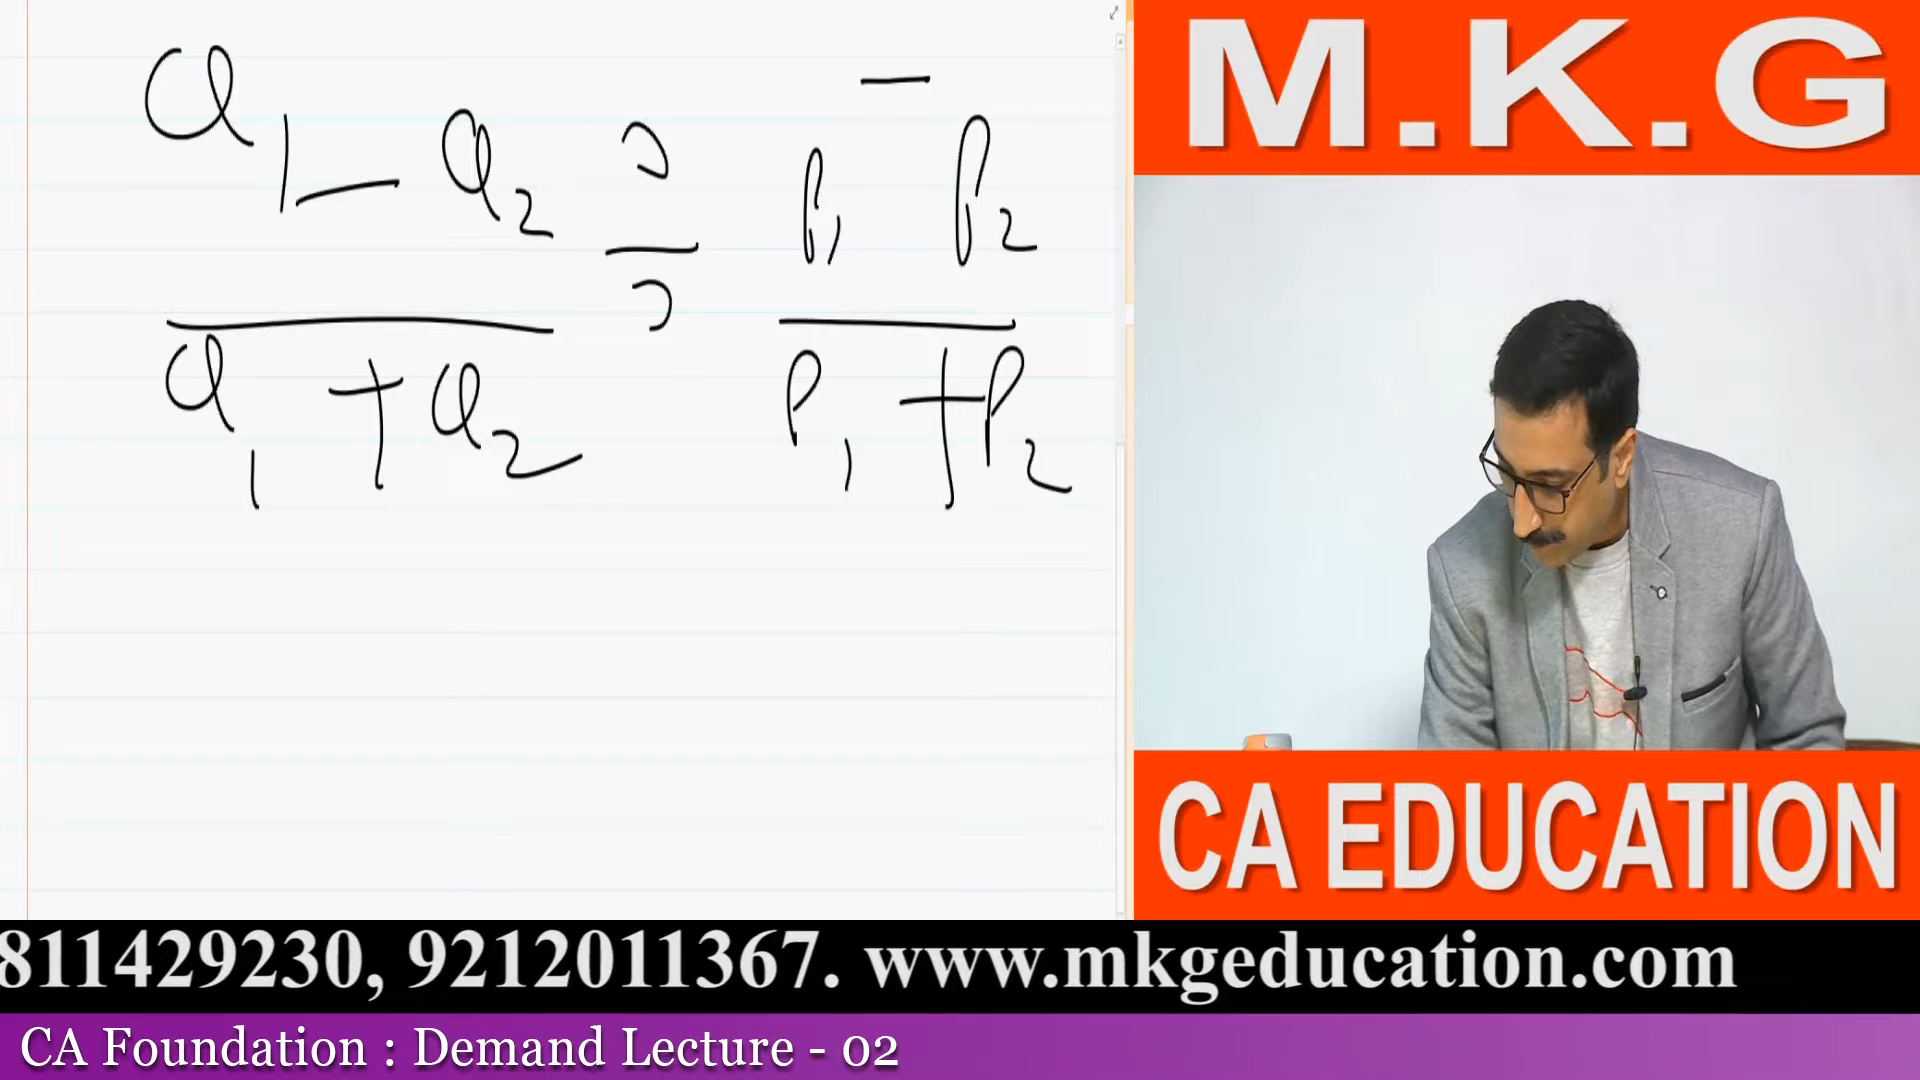 Q1 - Q2 ÷ P1 - P2
Q1 + Q2 P1 + P2
M.K.G
CA EDUCATION
811429230, 9212011367. www.mkgeducation.com
CA Foundation : Demand Lecture - 02